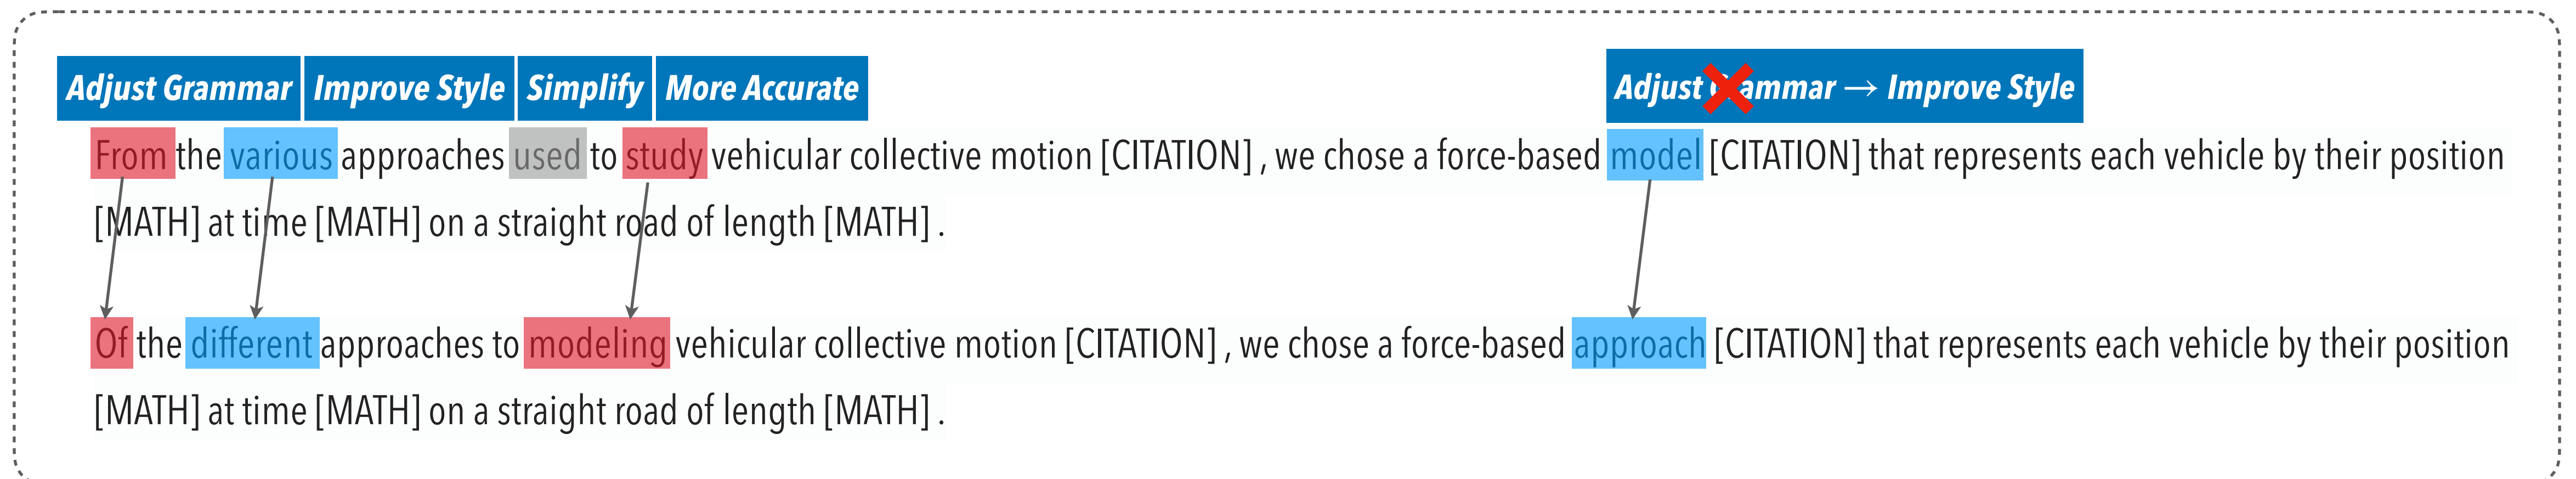 Adjust Grammar Improve Style Simplify More Accurate Adjust Grammar → Improve Style
From the various approaches used to study vehicular collective motion [CITATION] , we chose a force-based model [CITATION] that represents each vehicle by their position
[MATH] at time [MATH] on a straight road of length [MATH] .
Of the different approaches to modeling vehicular collective motion [CITATION] , we chose a force-based approach [CITATION] that represents each vehicle by their position
[MATH] at time [MATH] on a straight road of length [MATH] .